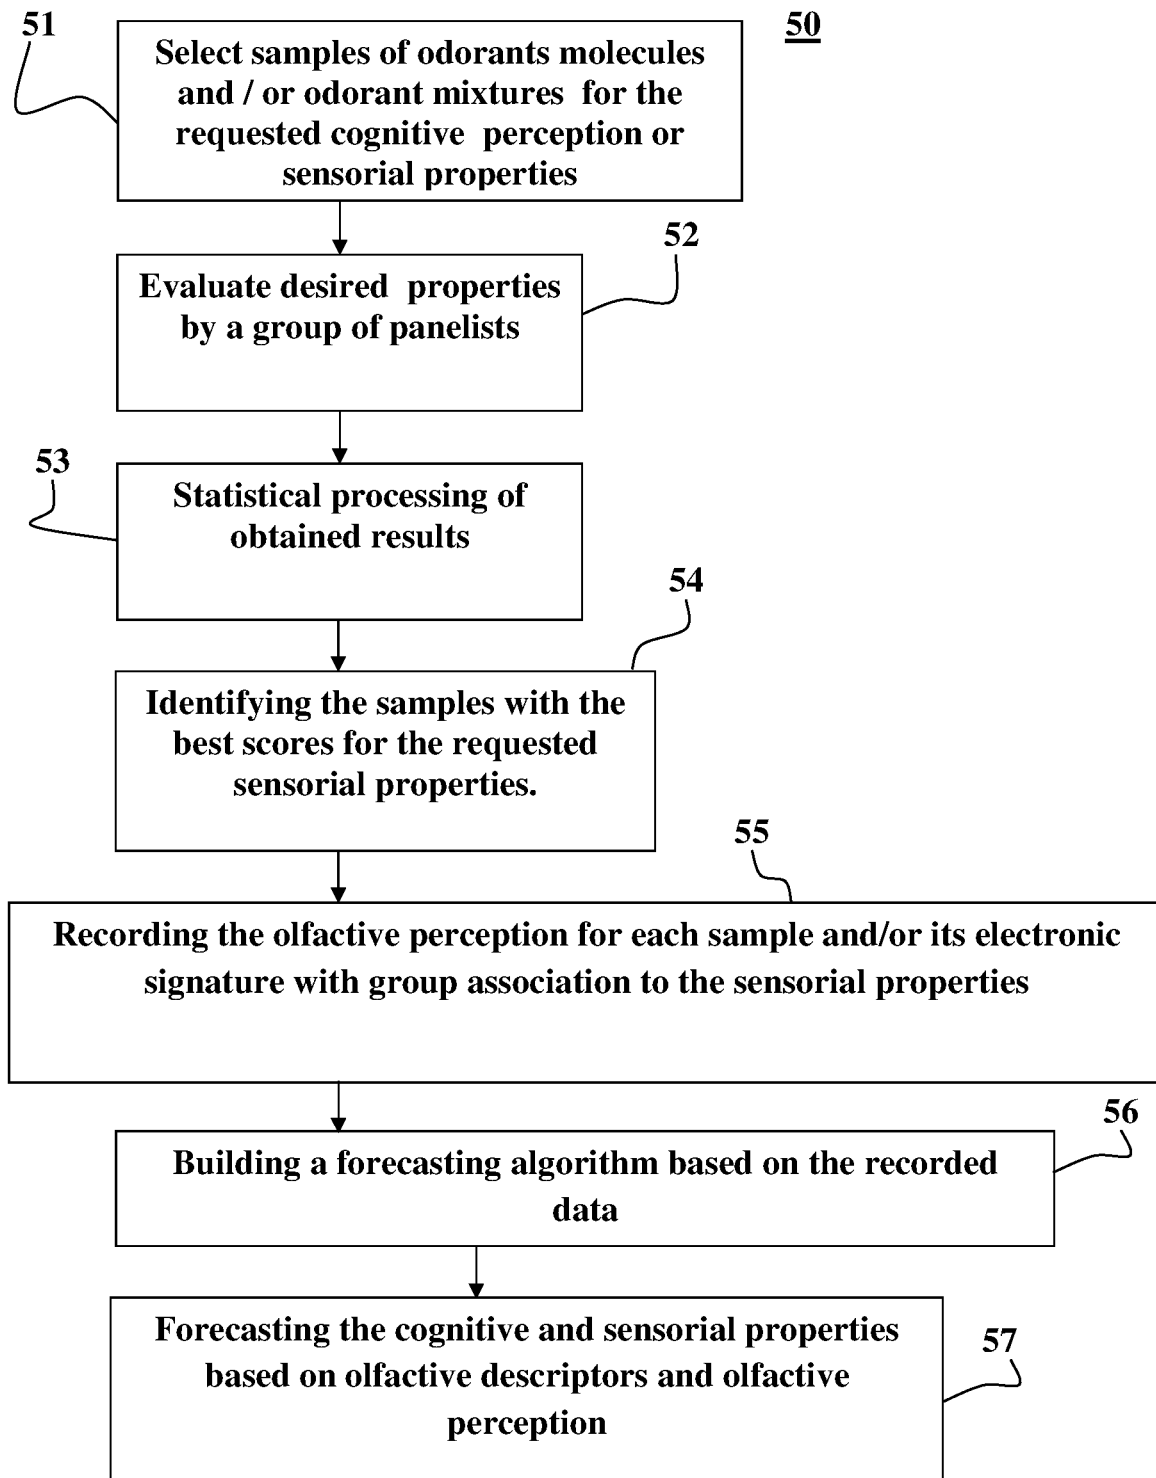 51
50
Select samples of odorants molecules
and / or odorant mixtures for the
requested cognitive perception or
sensorial properties
52
Evaluate desired properties
by a group of panelists
53
Statistical processing of
obtained results
54
Identifying the samples with the
best scores for the requested
sensorial properties.
55
Recording the olfactive perception for each sample and/or its electronic
signature with group association to the sensorial properties
56
Building a forecasting algorithm based on the recorded
data
Forecasting the cognitive and sensorial properties
57
based on olfactive descriptors and olfactive
perception